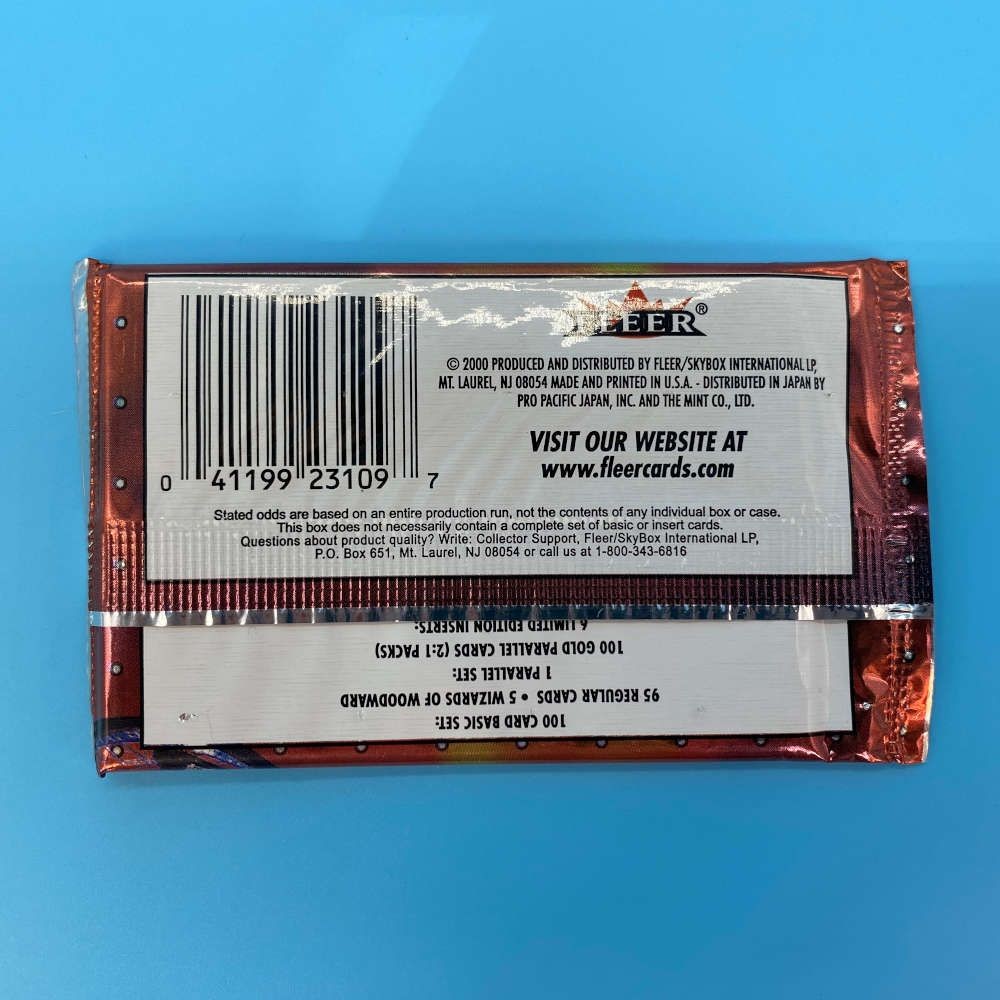 FLEER®
© 2000 PRODUCED AND DISTRIBUTED BY FLEER/SKYBOX INTERNATIONAL LP,
MT. LAUREL, NJ 08054 MADE AND PRINTED IN U.S.A. - DISTRIBUTED IN JAPAN BY
PRO PACIFIC JAPAN, INC. AND THE MINT CO., LTD.
VISIT OUR WEBSITE AT
www.fleercards.com
0 41199 23109 7
Stated odds are based on an entire production run, not the contents of any individual box or case.
This box does not necessarily contain a complete set of basic or insert cards.
Questions about product quality? Write: Collector Support, Fleer/SkyBox International LP,
P.O. Box 651, Mt. Laurel, NJ 08054 or call us at 1-800-343-6816
100 CARD BASIC SET:
95 REGULAR CARDS • 5 WIZARDS OF WOODWARD
1 PARALLEL SET:
100 GOLD PARALLEL CARDS (2:1 PACKS)
6 LIMITED EDITION INSERTS: